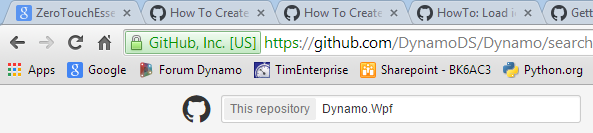 ZeroTouchEsse How To Create How To Create HowTo: Load i Gett
GitHub, Inc. [US] https://github.com/DynamoDS/Dynamo/search
Apps Google Forum Dynamo TimEnterprise Sharepoint - BK6AC3 Python.org
This repository Dynamo.Wpf